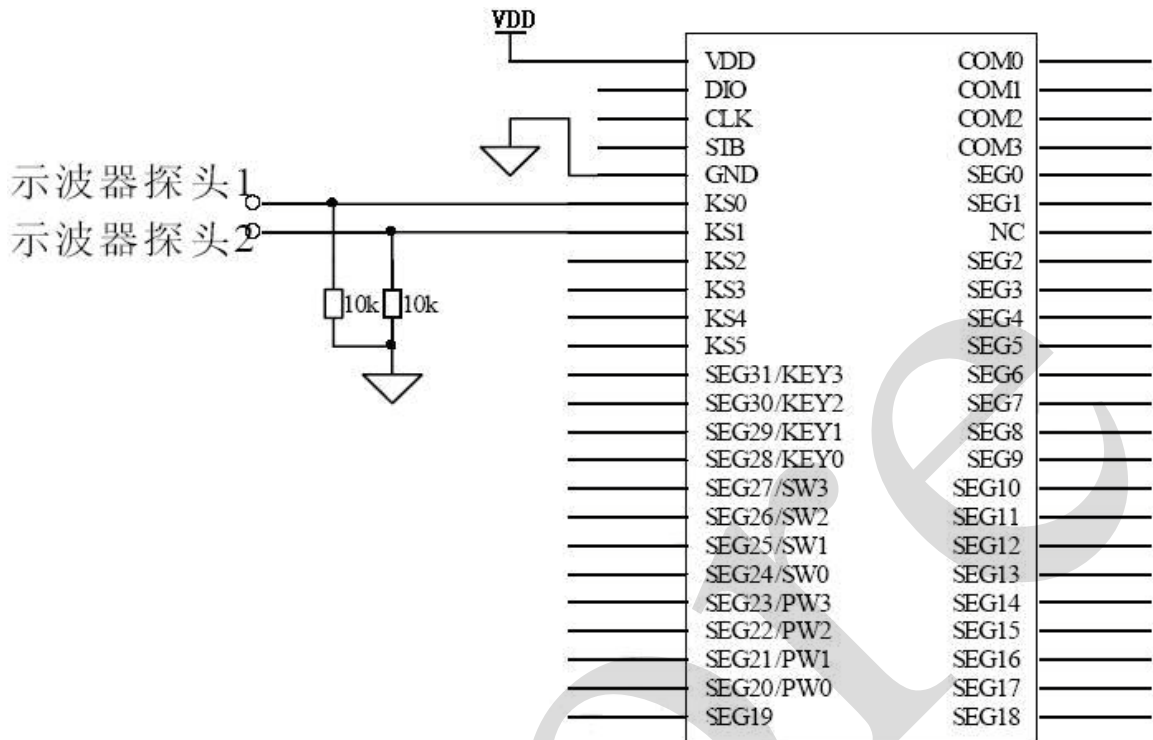 VDD
VDD COM0
DIO COM1
CLK COM2
STB COM3
GND SEG0
示波器探头1 KS0 SEG1
示波器探头2 KS1 NC
KS2 SEG2
KS3 SEG3
10k 10k
KS4 SEG4
KS5 SEG5
SEG31/KEY3 SEG6
SEG30/KEY2 SEG7
SEG29/KEY1 SEG8
SEG28/KEY0 SEG9
SEG27/SW3 SEG10
SEG26/SW2 SEG11
SEG25/SW1 SEG12
SEG24/SW0 SEG13
SEG23/PW3 SEG14
SEG22/PW2 SEG15
SEG21/PW1 SEG16
SEG20/PW0 SEG17
SEG19 SEG18